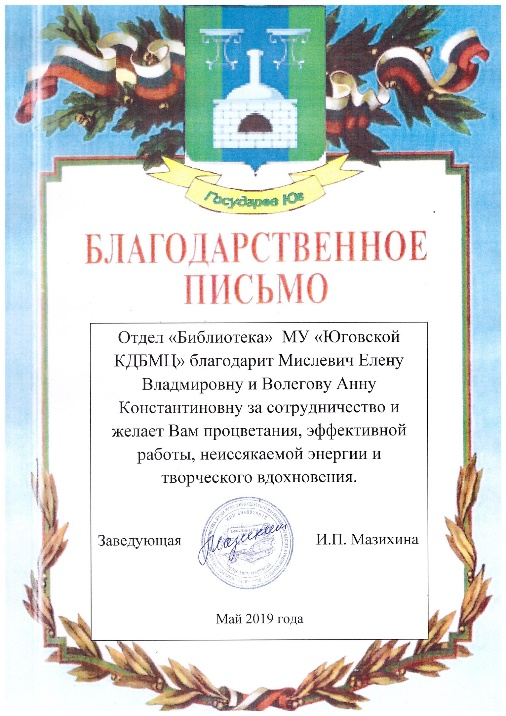 Государев Юг
БЛАГОДАРСТВЕННОЕ
ПИСЬМО
Отдел «Библиотека» МУ «Юговской
КДБМЦ» благодарит Мислевич Елену
Владмировну и Волегову Анну
Константиновну за сотрудничество и
желает Вам процветания, эффективной
работы, неиссякаемой энергии и
творческого вдохновения.
Заведующая И.П. Мазихина
Май 2019 года